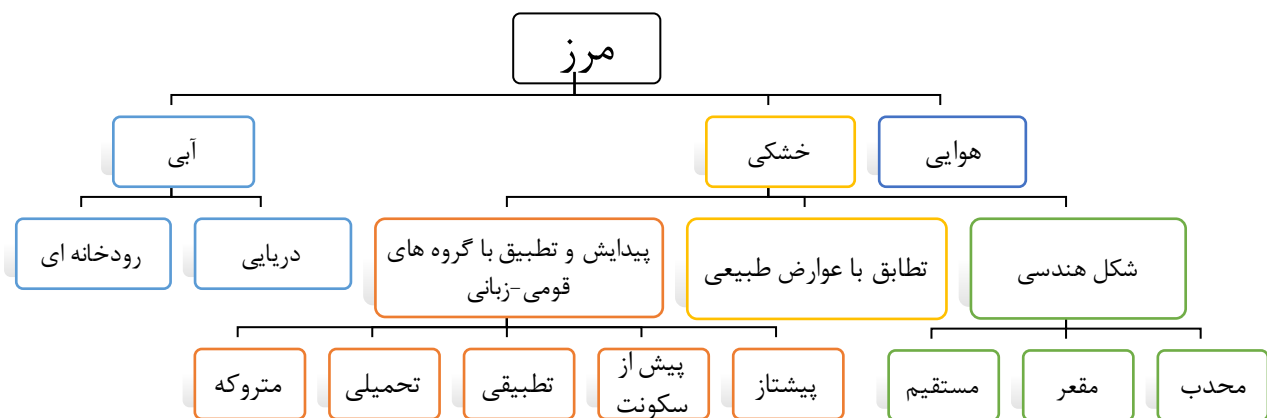 مرز
هوایی
خشکی
آبی
شکل هندسی
تطابق با عوارض طبیعی
پیدایش و تطبیق با گروه های
قومی-زبانی
دریایی
رودخانه ای
محدب
مقعر
مستقیم
پیشتاز
پیش از
سکونت
تطبیقی
تحمیلی
متروکه